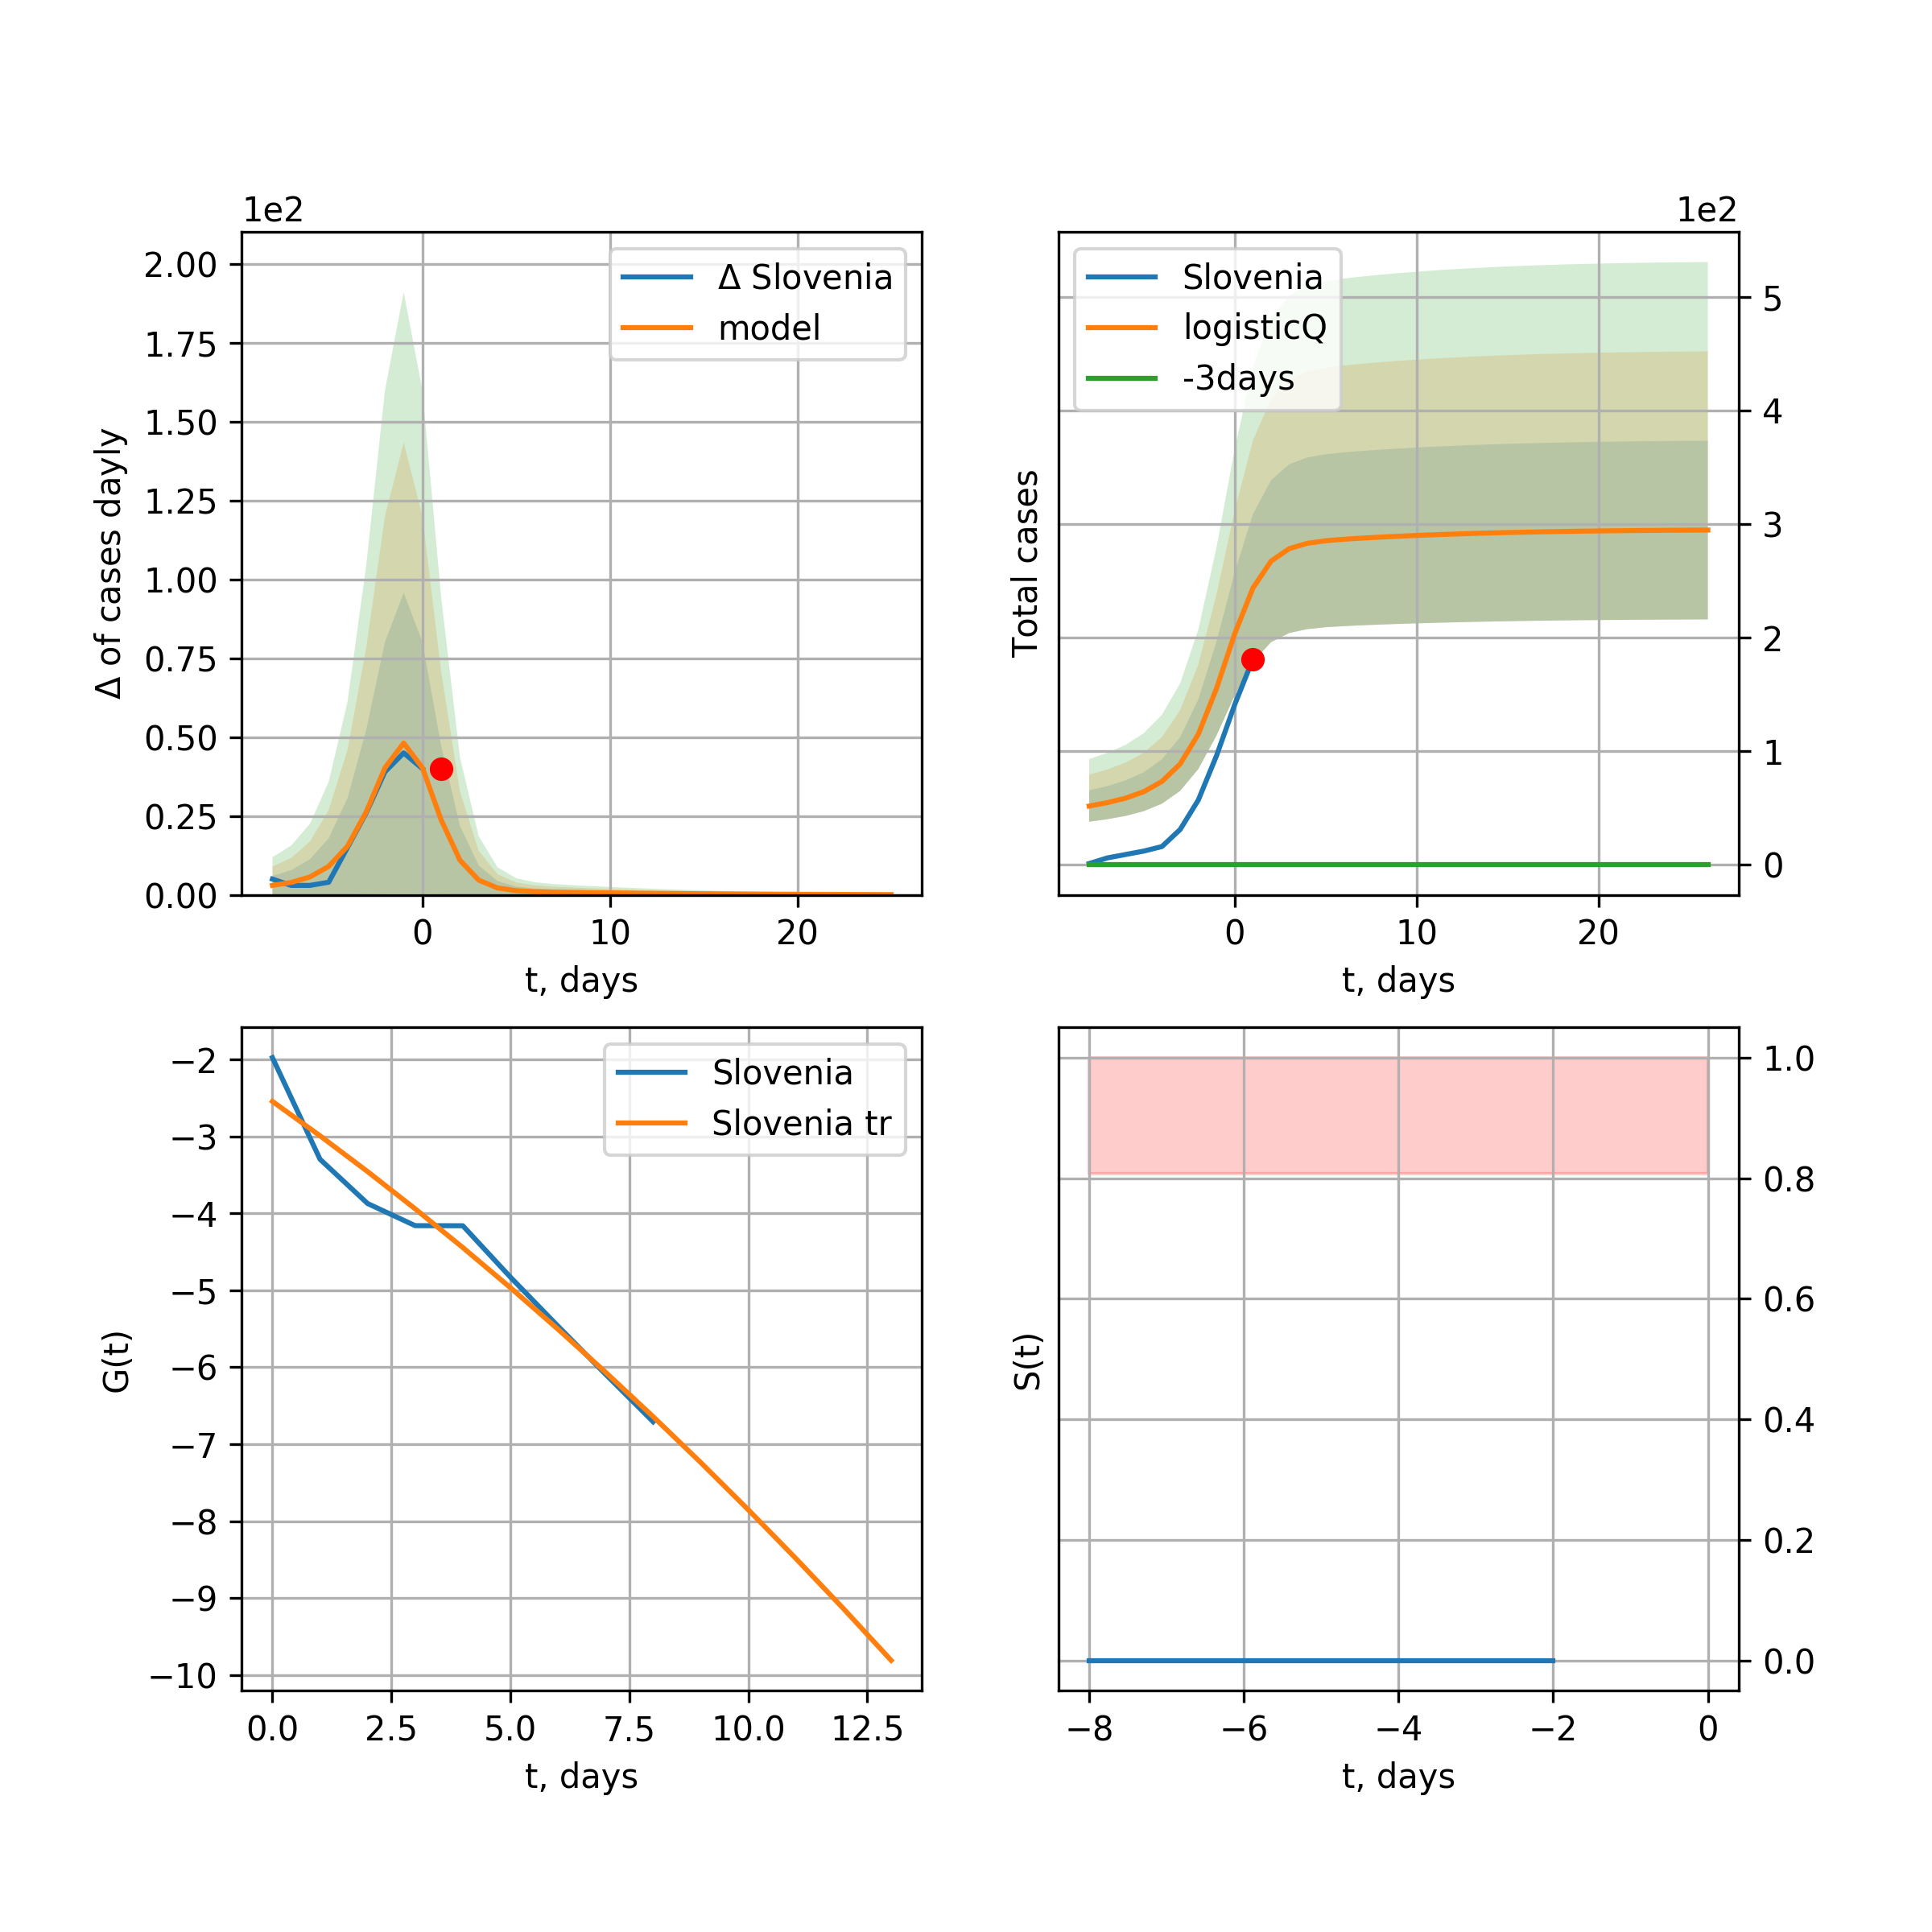 1e2
Δ of cases dayly
2.00
1.75
1.50
1.25
1.00
0.75
0.50
0.25
0.00
Δ Slovenia
model
0
10
20
t, days
1e2
Total cases
Slovenia
logisticQ
-3days
5
4
3
2
1
0
0
10
20
t, days
G(t)
−2
−3
−4
−5
−6
−7
−8
−9
−10
Slovenia
Slovenia tr
0.0
2.5
5.0
7.5
10.0
12.5
t, days
S(t)
1.0
0.8
0.6
0.4
0.2
0.0
−8
−6
−4
−2
0
t, days